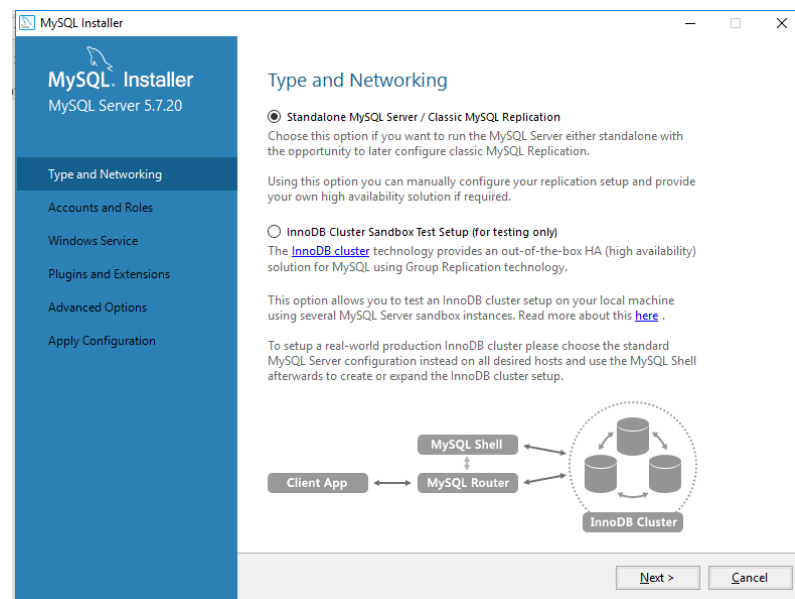 MySQL Installer
MySQL. Installer
MySQL Server 5.7.20
Type and Networking
Accounts and Roles
Windows Service
Plugins and Extensions
Advanced Options
Apply Configuration
Type and Networking
Standalone MySQL Server / Classic MySQL Replication
Choose this option if you want to run the MySQL Server either standalone with
the opportunity to later configure classic MySQL Replication.
Using this option you can manually configure your replication setup and provide
your own high availability solution if required.
InnoDB Cluster Sandbox Test Setup (for testing only)
The InnoDB cluster technology provides an out-of-the-box HA (high availability)
solution for MySQL using Group Replication technology.
This option allows you to test an InnoDB cluster setup on your local machine
using several MySQL Server sandbox instances. Read more about this here .
To setup a real-world production InnoDB cluster please choose the standard
MySQL Server configuration instead on all desired hosts and use the MySQL Shell
afterwards to create or expand the InnoDB cluster setup.
MySQL Shell
Client App
MySQL Router
InnoDB Cluster
Next >
Cancel